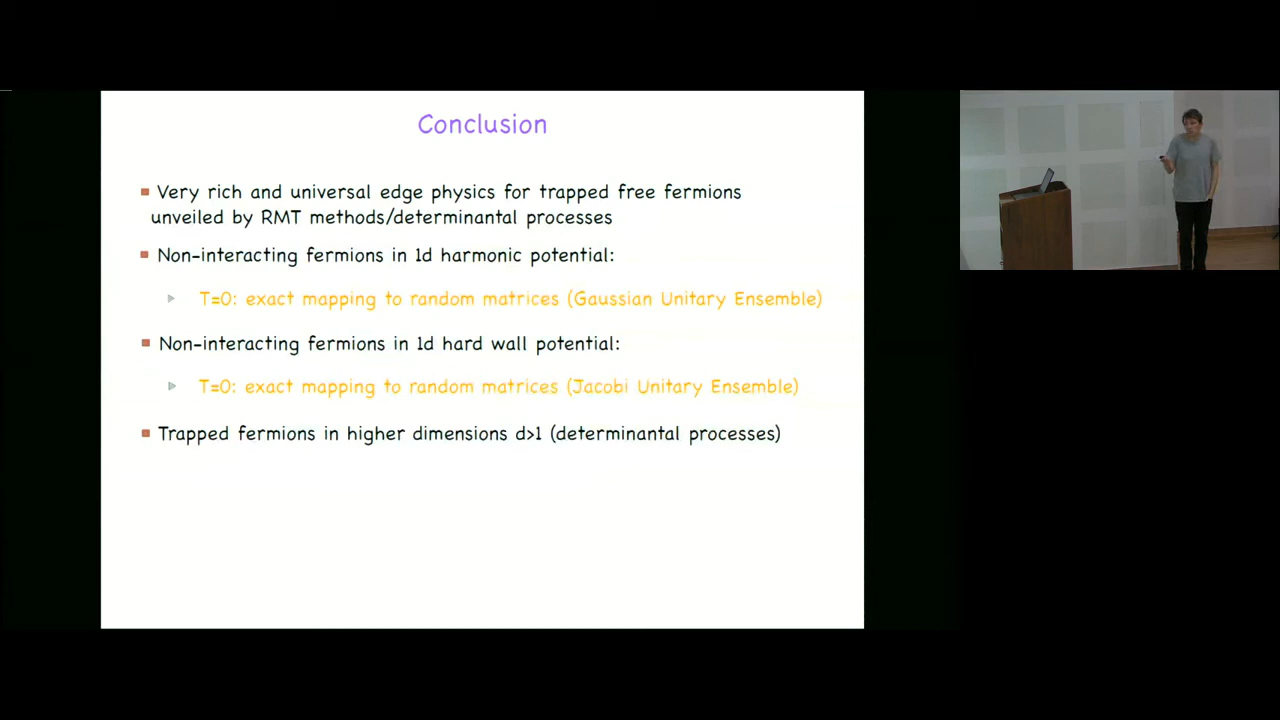 Conclusion
Very rich and universal edge physics for trapped free fermions
unveiled by RMT methods/determinantal processes
Non-interacting fermions in 1d harmonic potential:
T=0: exact mapping to random matrices (Gaussian Unitary Ensemble)
Non-interacting fermions in 1d hard wall potential:
T=0: exact mapping to random matrices (Jacobi Unitary Ensemble)
Trapped fermions in higher dimensions d>1 (determinantal processes)